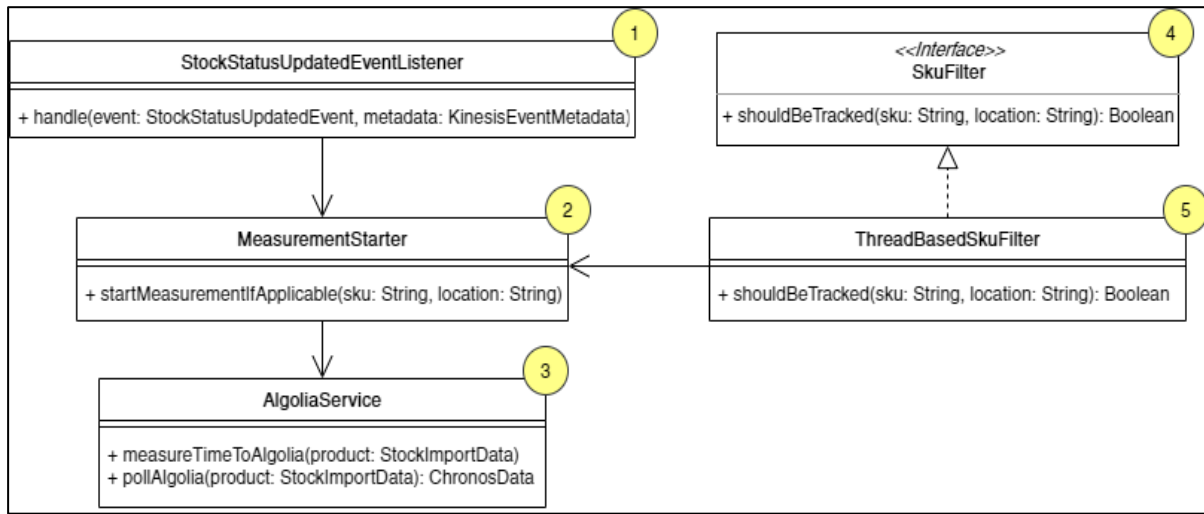 1
StockStatusUpdatedEventListener
+ handle(event: StockStatusUpdatedEvent, metadata: KinesisEventMetadata)
4
<<Interface>>
SkuFilter
+ shouldBeTracked(sku: String, location: String): Boolean
2
MeasurementStarter
+ startMeasurementIfApplicable(sku: String, location: String)
5
ThreadBasedSkuFilter
+ shouldBeTracked(sku: String, location: String): Boolean
3
AlgoliaService
+ measureTimeToAlgolia(product: StockImportData)
+ pollAlgolia(product: StockImportData): ChronosData